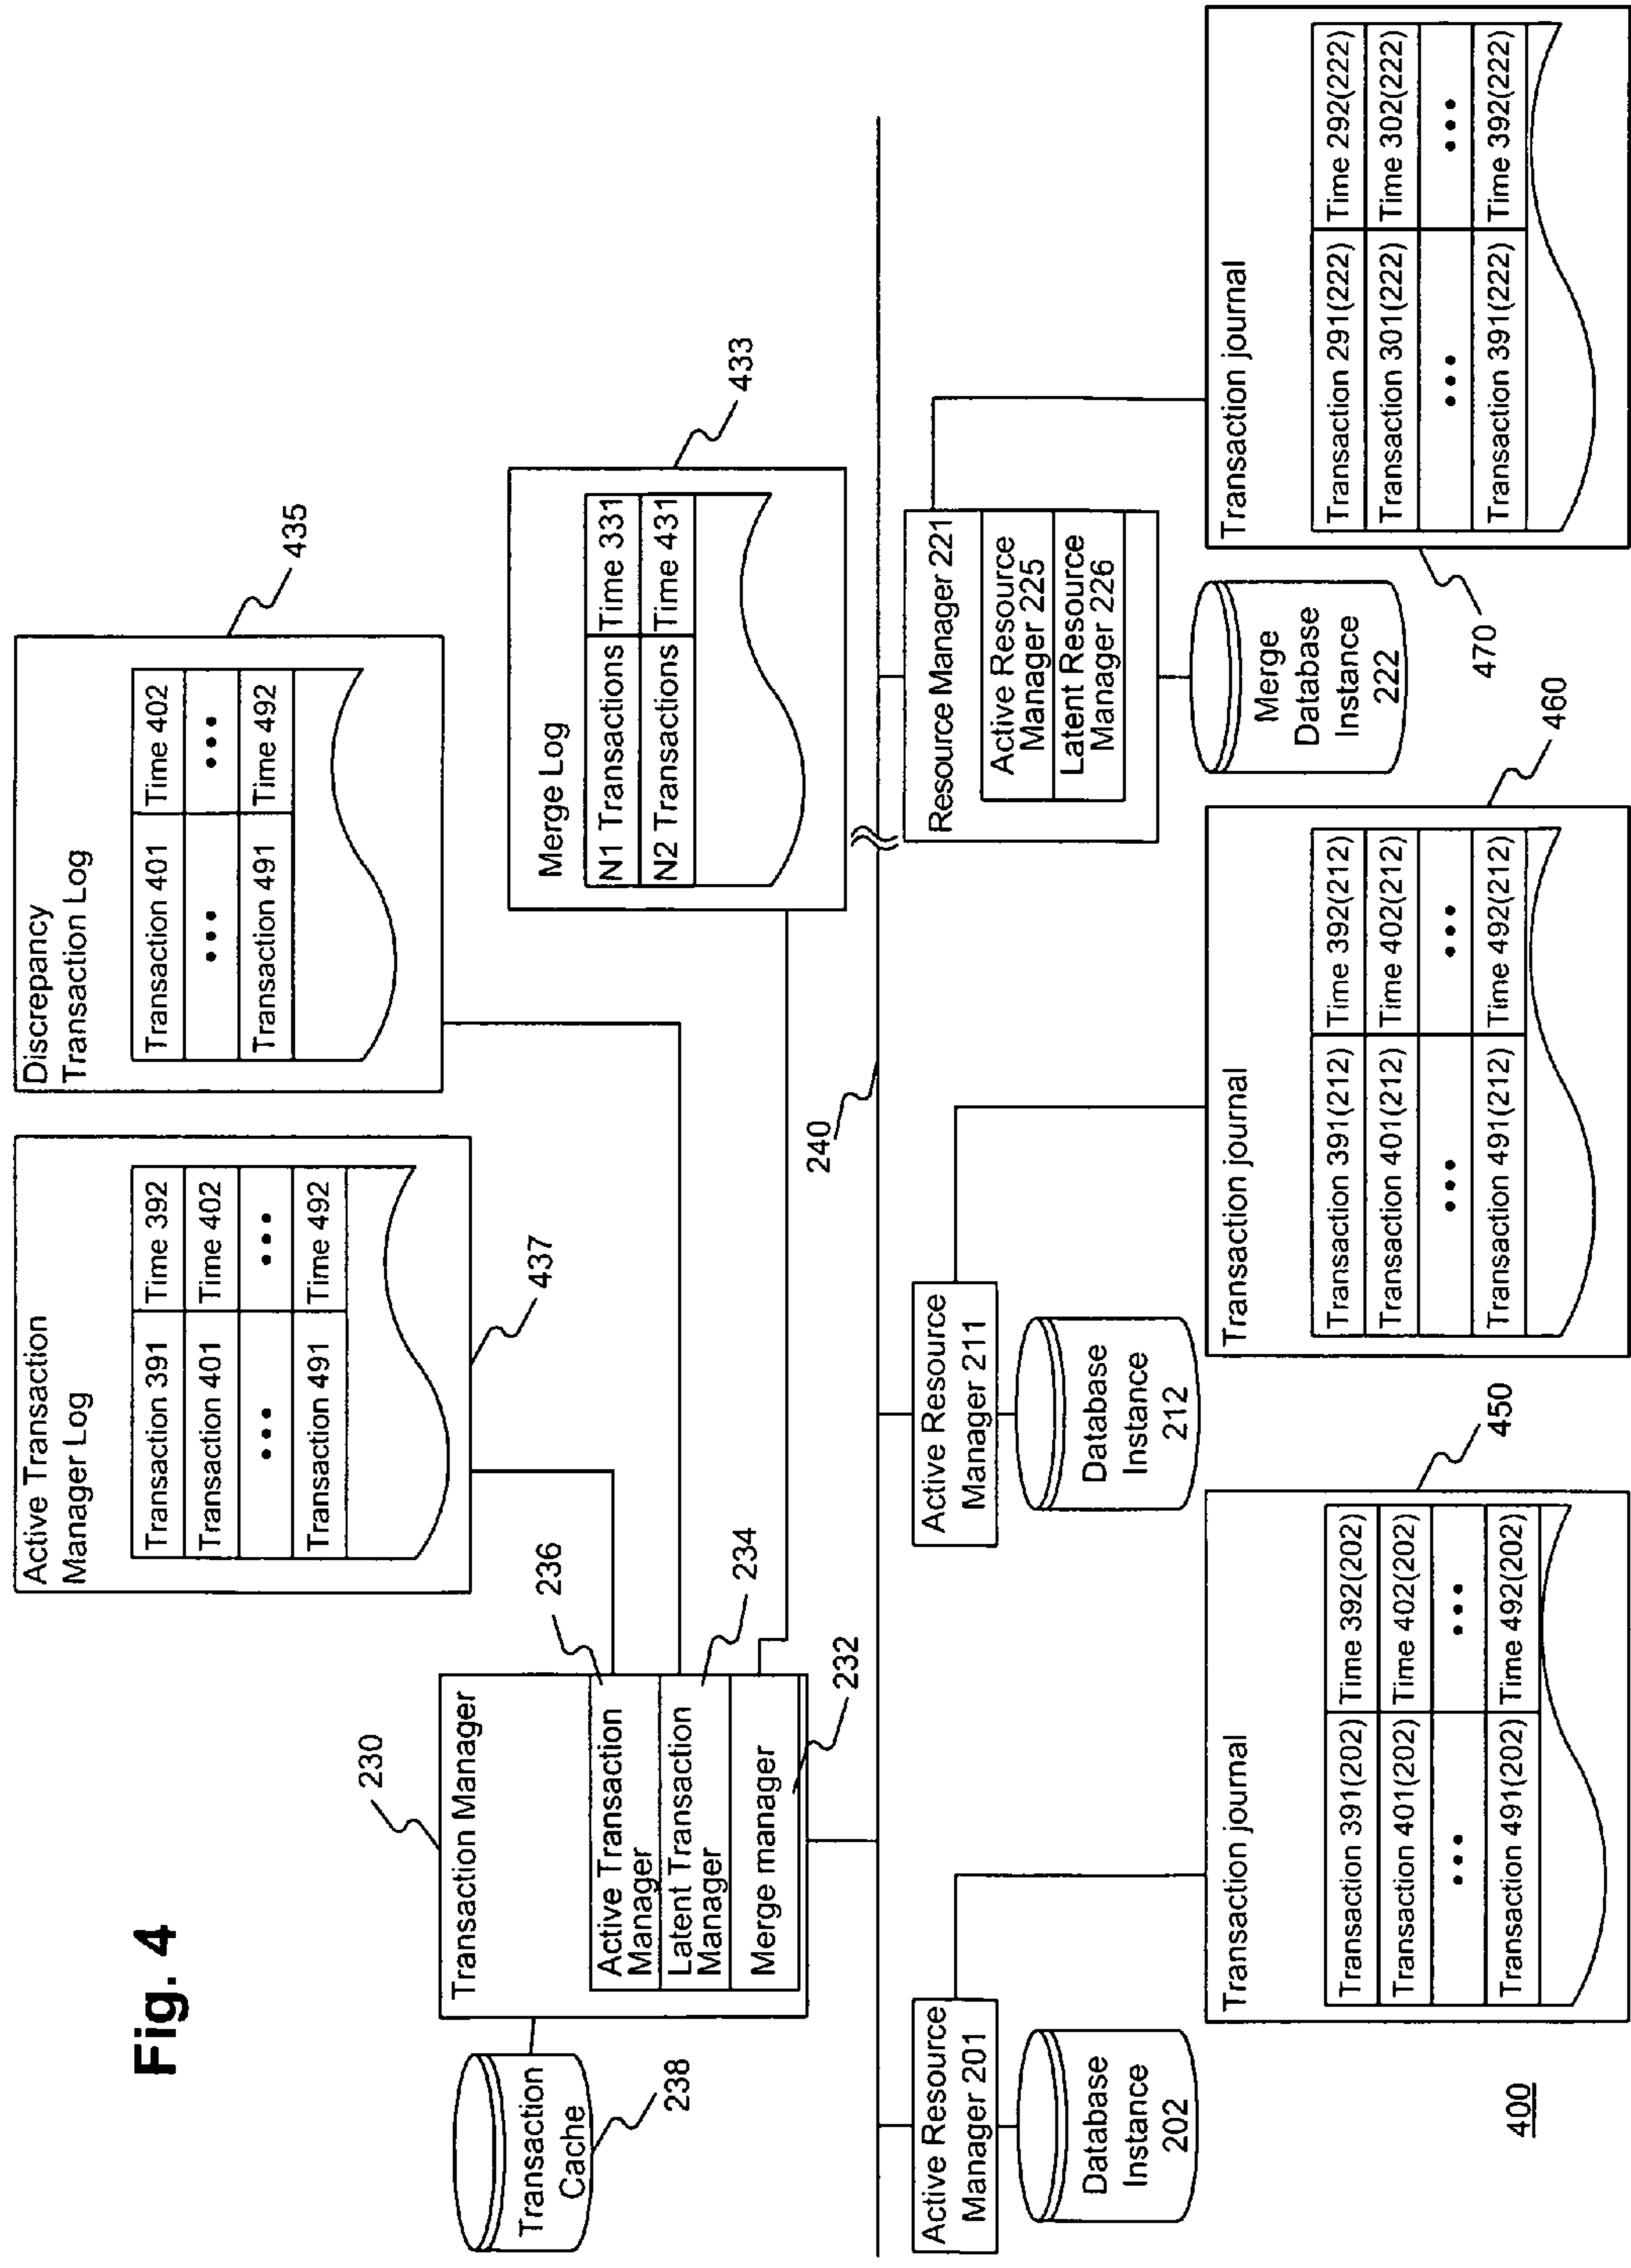 Fig. 4
Active Transaction
Manager Log
Transaction 391 Time 392
Transaction 401 Time 402
••• •••
Transaction 491 Time 492
437
Discrepancy
Transaction Log
Transaction 401 Time 402
••• •••
Transaction 491 Time 492
435
Merge Log
N1 Transactions Time 331
N2 Transactions Time 431
433
230
Transaction Manager
Active Transaction
Manager
Latent Transaction
Manager
Merge manager
236
234
232
Transaction
Cache
238
240
Active Resource
Manager 201
Database
Instance
202
Active Resource
Manager 211
Database
Instance
212
Resource Manager 221
Active Resource
Manager 225
Latent Resource
Manager 226
Merge
Database
Instance
222
Transaction journal
Transaction 391(202) Time 392(202)
Transaction 401(202) Time 402(202)
••• •••
Transaction 491(202) Time 492(202)
450
Transaction journal
Transaction 391(212) Time 392(212)
Transaction 401(212) Time 402(212)
••• •••
Transaction 491(212) Time 492(212)
460
Transaction journal
Transaction 291(222) Time 292(222)
Transaction 301(222) Time 302(222)
••• •••
Transaction 391(222) Time 392(222)
470
400